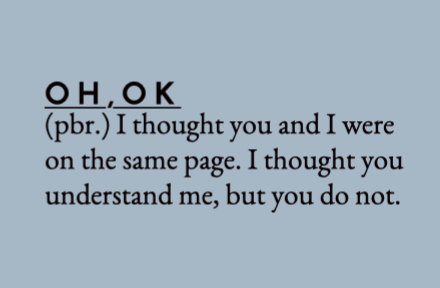 OH,OK
(pbr.) I thought you and I were
on the same page. I thought you
understand me, but you do not.